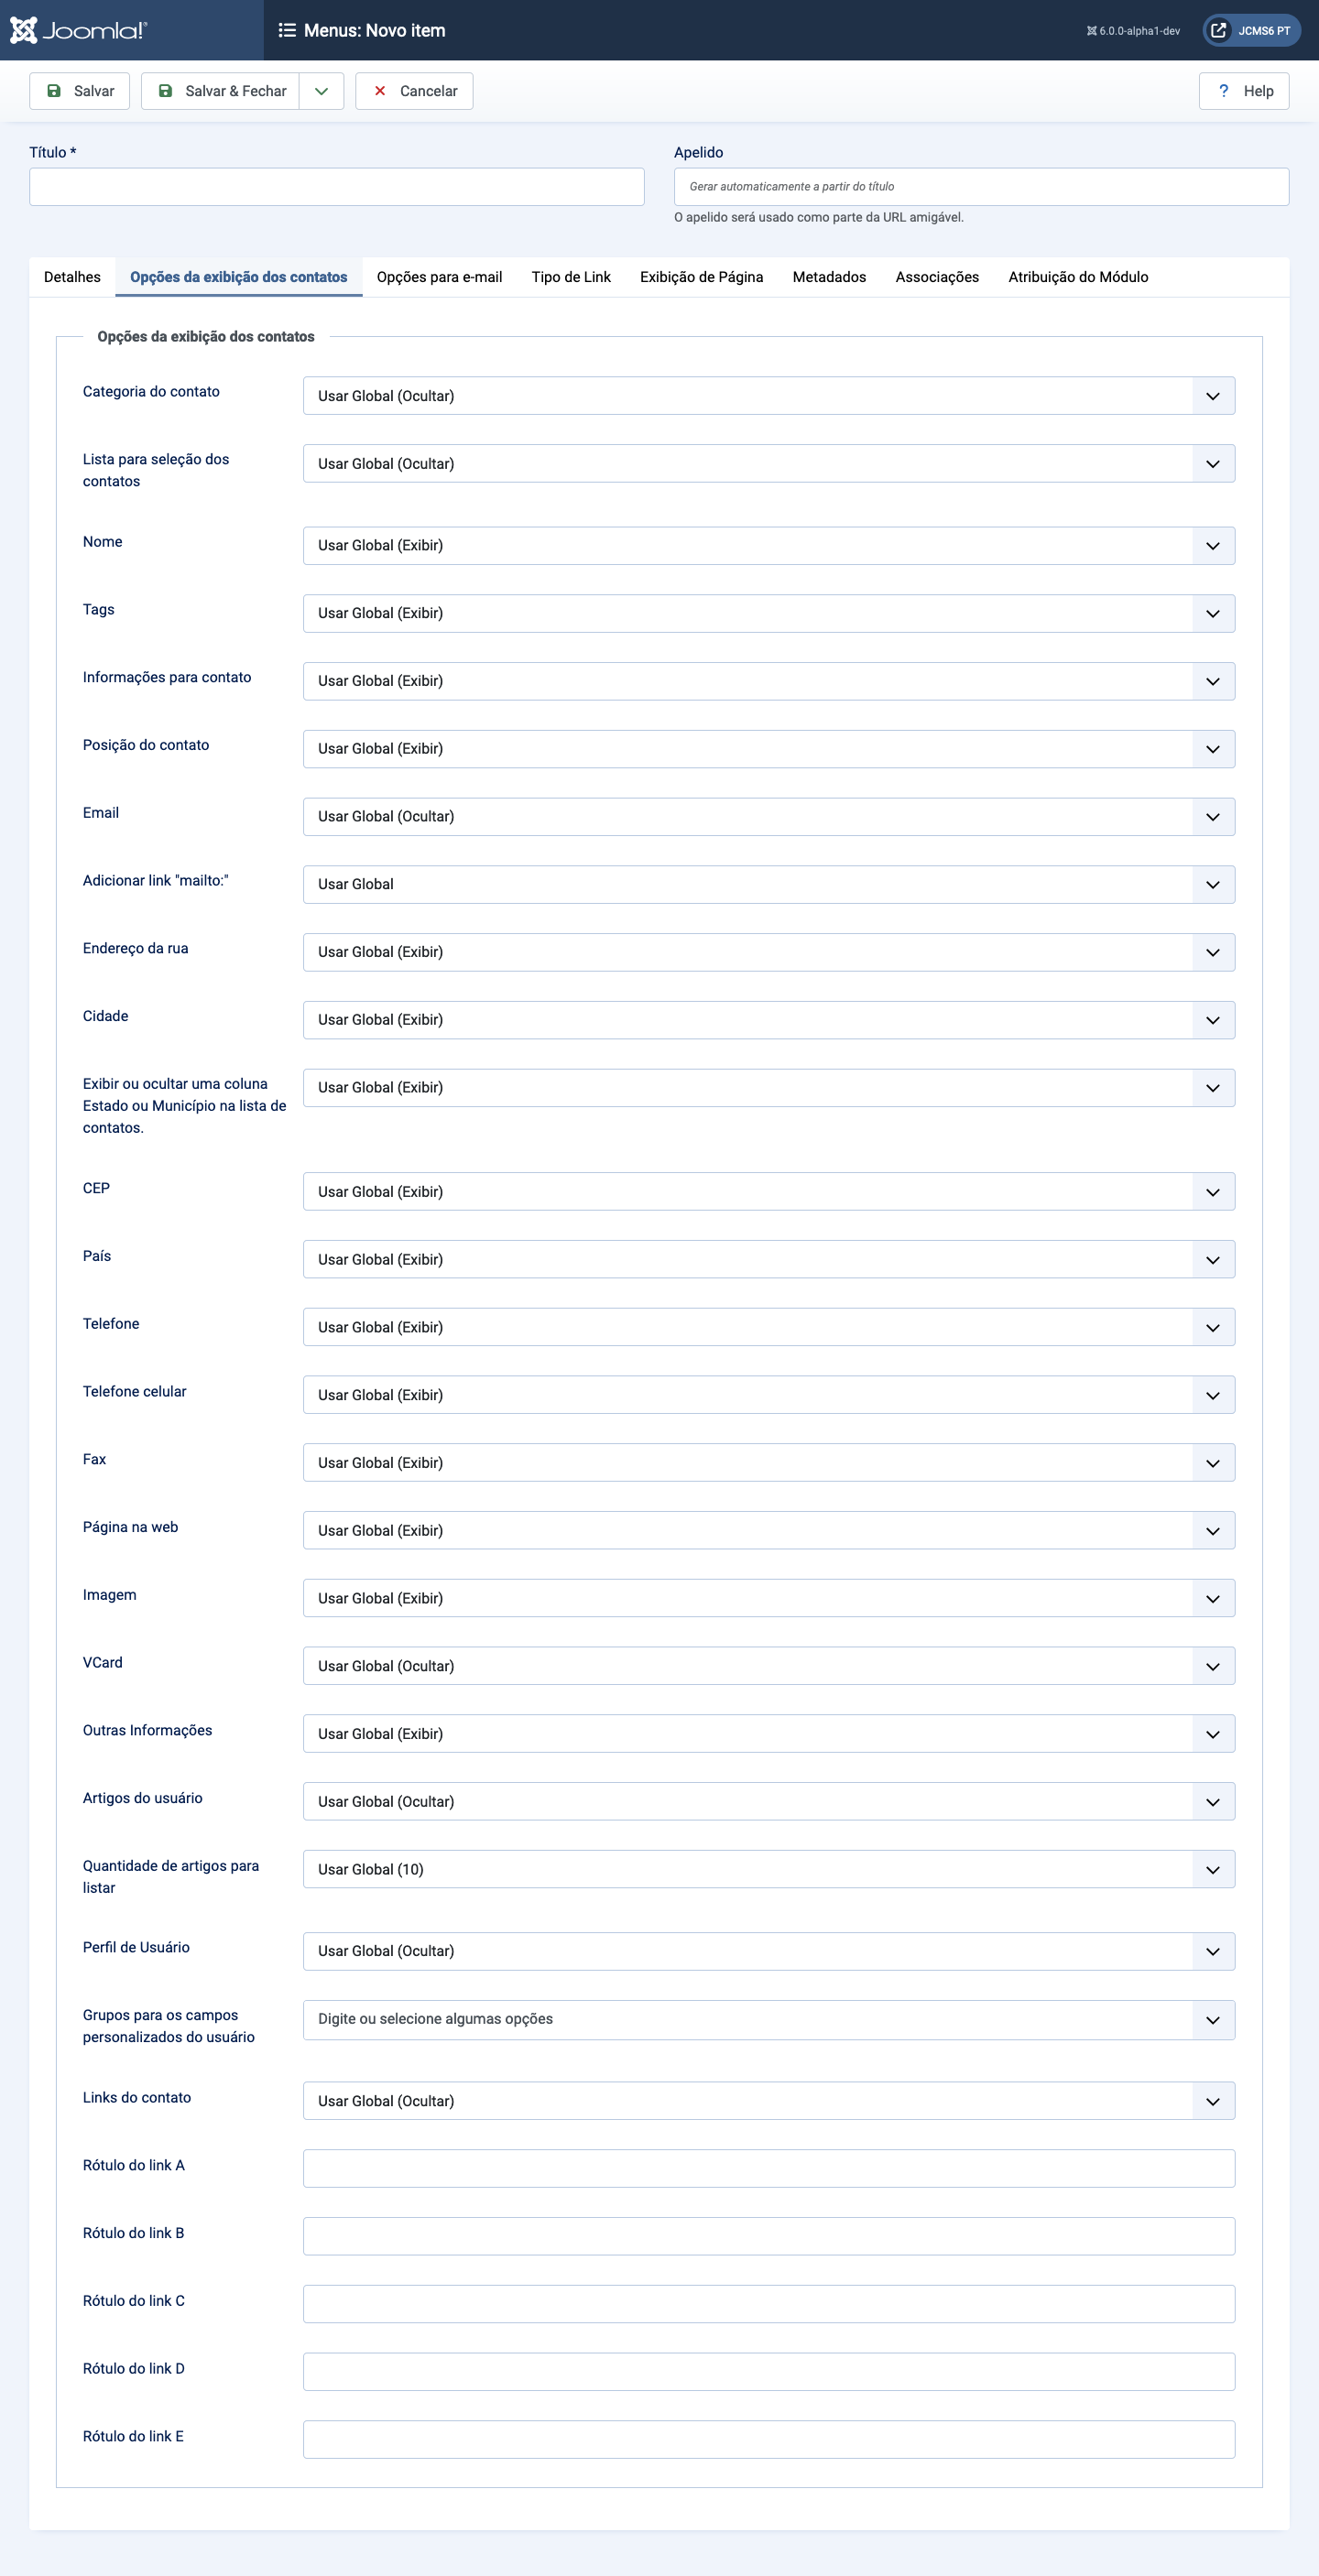 Joomla!
Menus: Novo item
6.0.0-alpha1-dev
JCMS6 PT
Salvar
Salvar & Fechar
Cancelar
? Help
Título *
Apelido
Gerar automaticamente a partir do título
O apelido será usado como parte da URL amigável.
Detalhes
Opções da exibição dos contatos
Opções para e-mail
Tipo de Link
Exibição de Página
Metadados
Associações
Atribuição do Módulo
Opções da exibição dos contatos
Categoria do contato
Usar Global (Ocultar)
Lista para seleção dos
contatos
Usar Global (Ocultar)
Nome
Usar Global (Exibir)
Tags
Usar Global (Exibir)
Informações para contato
Usar Global (Exibir)
Posição do contato
Usar Global (Exibir)
Email
Usar Global (Ocultar)
Adicionar link "mailto:"
Usar Global
Endereço da rua
Usar Global (Exibir)
Cidade
Usar Global (Exibir)
Exibir ou ocultar uma coluna
Estado ou Município na lista de
contatos.
Usar Global (Exibir)
CEP
Usar Global (Exibir)
País
Usar Global (Exibir)
Telefone
Usar Global (Exibir)
Telefone celular
Usar Global (Exibir)
Fax
Usar Global (Exibir)
Página na web
Usar Global (Exibir)
Imagem
Usar Global (Exibir)
VCard
Usar Global (Ocultar)
Outras Informações
Usar Global (Exibir)
Artigos do usuário
Usar Global (Ocultar)
Quantidade de artigos para
listar
Usar Global (10)
Perfil de Usuário
Usar Global (Ocultar)
Grupos para os campos
personalizados do usuário
Digite ou selecione algumas opções
Links do contato
Usar Global (Ocultar)
Rótulo do link A
Rótulo do link B
Rótulo do link C
Rótulo do link D
Rótulo do link E